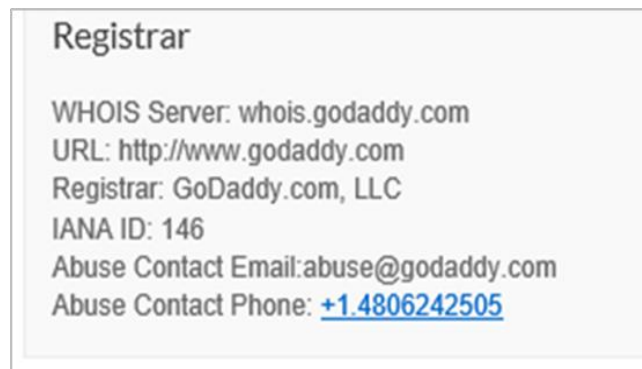 Registrar
WHOIS Server: whois.godaddy.com
URL: http://www.godaddy.com
Registrar: GoDaddy.com, LLC
IANA ID: 146
Abuse Contact Email:abuse@godaddy.com
Abuse Contact Phone: +1.4806242505